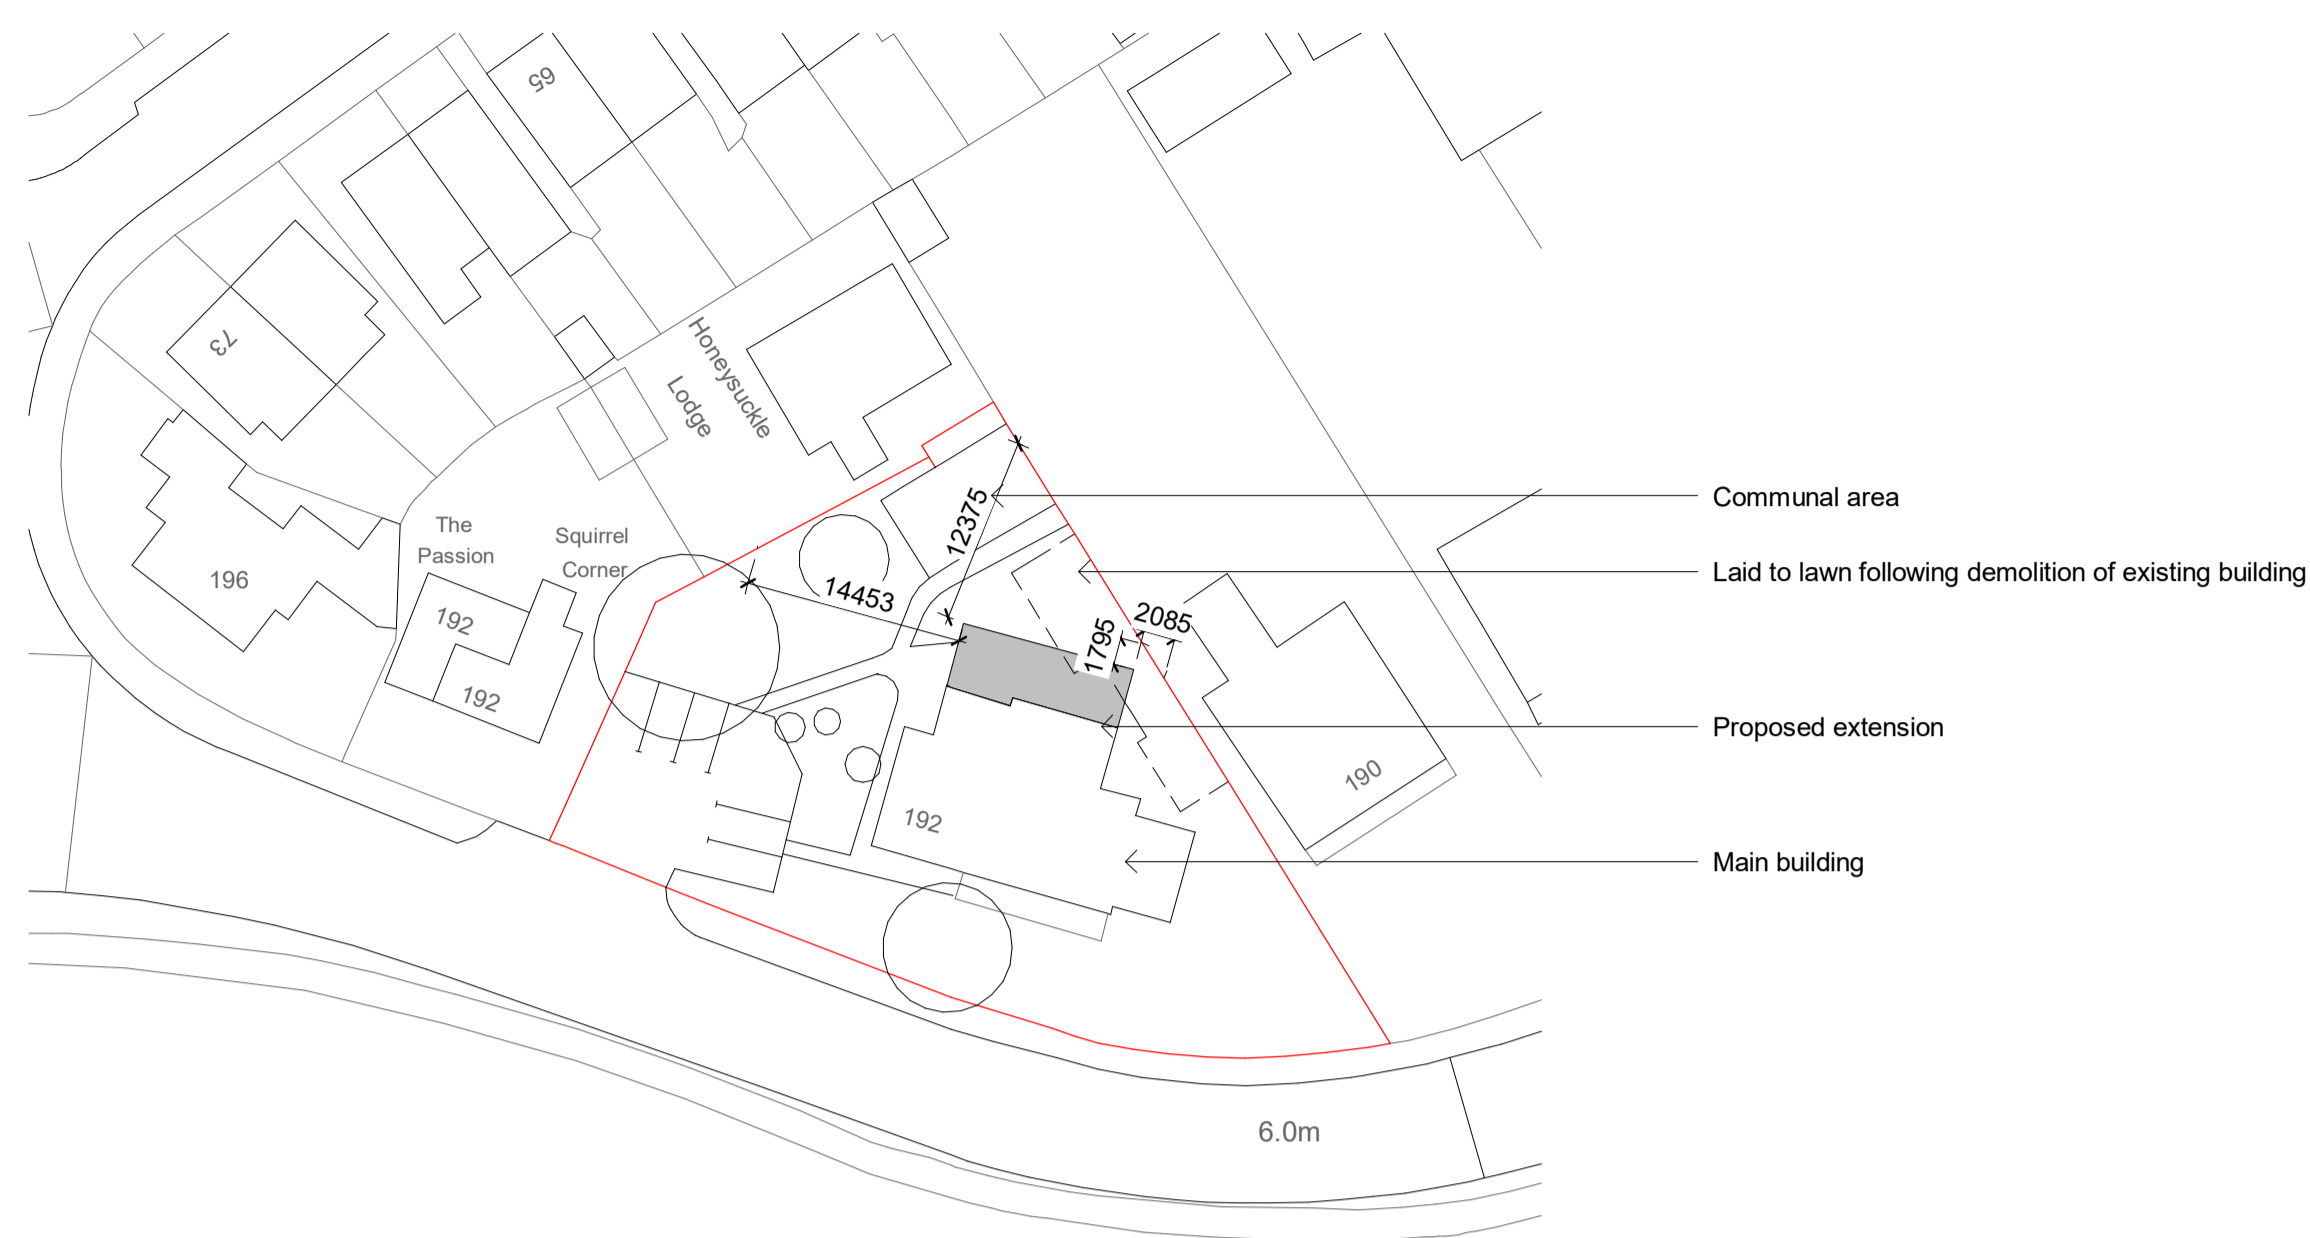 65
73
Honeysuckle
Lodge
The
Passion
Squirrel
Corner
196
192
192
12375
14453
1795
2085
192
190
6.0m
Communal area
Laid to lawn following demolition of existing building
Proposed extension
Main building